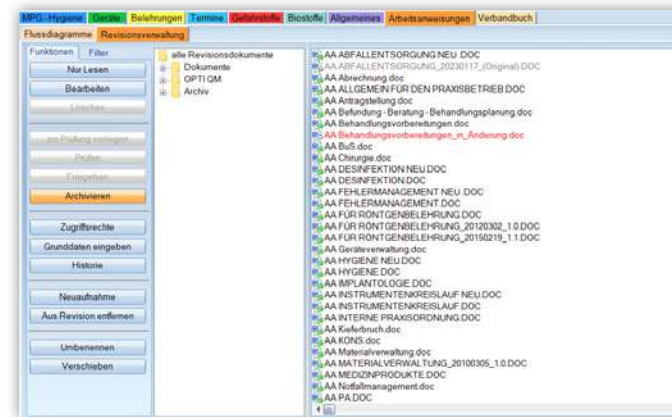 MPG-Hygiene Geräte Belehrungen Termine Gefahrstoffe Biostoffe Allgemeines Arbeitsanweisungen Verbandbuch
Flussdiagramme Revisionsverwaltung
Funktionen Filter
Nur Lesen
Bearbeiten
Löschen
zur Prüfung vorlegen
Prüfen
Freigeben
Archivieren
Zugriffsrechte
Grunddaten eingeben
Historie
Neuaufnahme
Aus Revision entfernen
Umbenennen
Verschieben
alle Revisionsdokumente
Dokumente
OPTI QM
Archiv
AA ABFALLENTSORGUNG NEU .DOC
AA ABFALLENTSORGUNG_20230117_(Original).DOC
AA Abrechnung.doc
AA ALLGEMEIN FÜR DEN PRAXISBETRIEB.DOC
AA Antragstellung.doc
AA Befundung - Beratung - Behandlungsplanung.doc
AA Behandlungsvorbereitungen.doc
AA Behandlungsvorbereitungen_in_Änderung.doc
AA BuS.doc
AA Chirurgie.doc
AA DESINFEKTION NEU.DOC
AA DESINFEKTION.DOC
AA FEHLERMANAGEMENT NEU.DOC
AA FEHLERMANAGEMENT.DOC
AA FÜR RÖNTGENBELEHRUNG.DOC
AA FÜR RÖNTGENBELEHRUNG_20120302_1.0.DOC
AA FÜR RÖNTGENBELEHRUNG_20150219_1.1.DOC
AA Geräteverwaltung.doc
AA HYGIENE NEU.DOC
AA HYGIENE.DOC
AA IMPLANTOLOGIE.DOC
AA INSTRUMENTENKREISLAUF NEU.DOC
AA INSTRUMENTENKREISLAUF.DOC
AA INTERNE PRAXISORDNUNG.DOC
AA Kieferbruch.doc
AA KONS.doc
AA Materialverwaltung.doc
AA MATERIALVERWALTUNG_20100305_1.0.DOC
AA MEDIZINPRODUKTE.DOC
AA Notfallmanagement.doc
AA PA.DOC